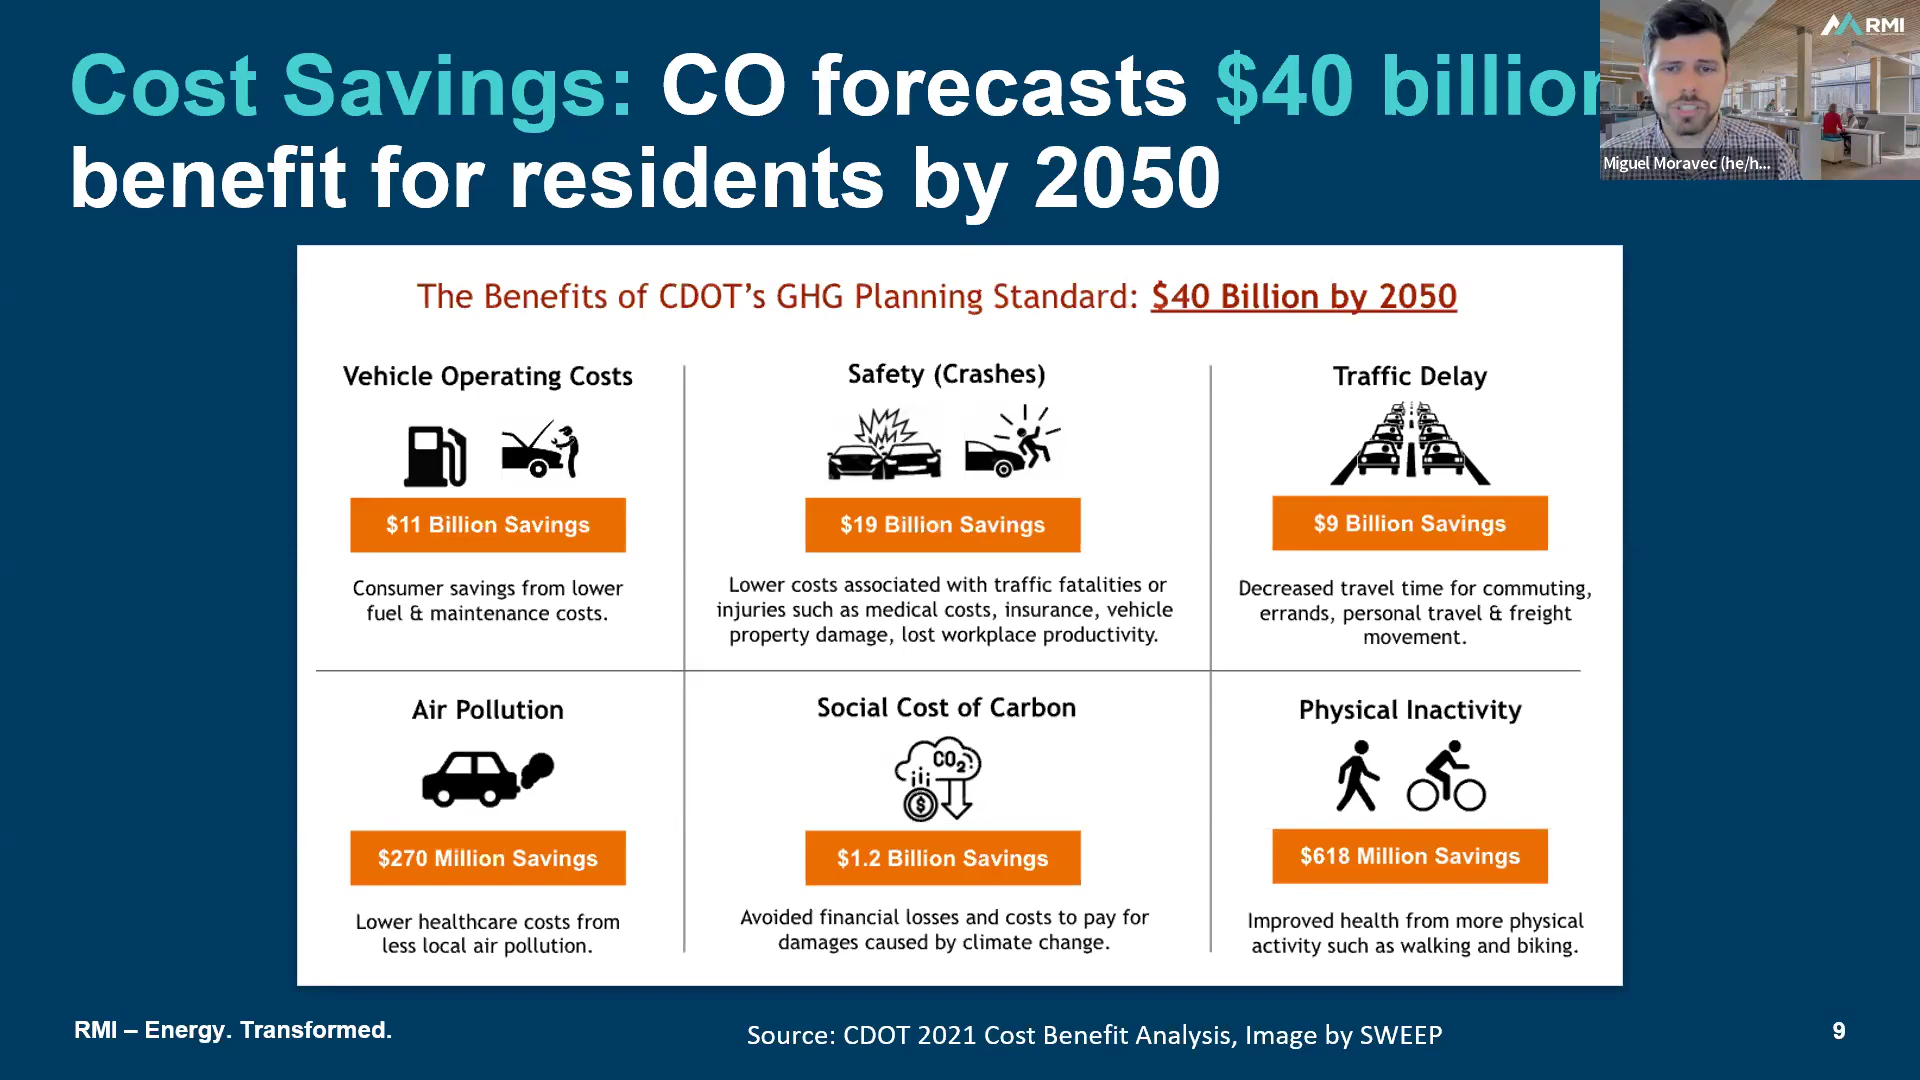 Cost Savings: CO forecasts $40 billion
benefit for residents by 2050
RMI
Miguel Moravec (he/h...
The Benefits of CDOT's GHG Planning Standard: $40 Billion by 2050
Vehicle Operating Costs
$11 Billion Savings
Consumer savings from lower
fuel & maintenance costs.
Safety (Crashes)
$19 Billion Savings
Lower costs associated with traffic fatalities or
injuries such as medical costs, insurance, vehicle
property damage, lost workplace productivity.
Traffic Delay
$9 Billion Savings
Decreased travel time for commuting,
errands, personal travel & freight
movement.
Air Pollution
$270 Million Savings
Lower healthcare costs from
less local air pollution.
Social Cost of Carbon
CO2
$
$1.2 Billion Savings
Avoided financial losses and costs to pay for
damages caused by climate change.
Physical Inactivity
$618 Million Savings
Improved health from more physical
activity such as walking and biking.
RMI – Energy. Transformed.
Source: CDOT 2021 Cost Benefit Analysis, Image by SWEEP
9